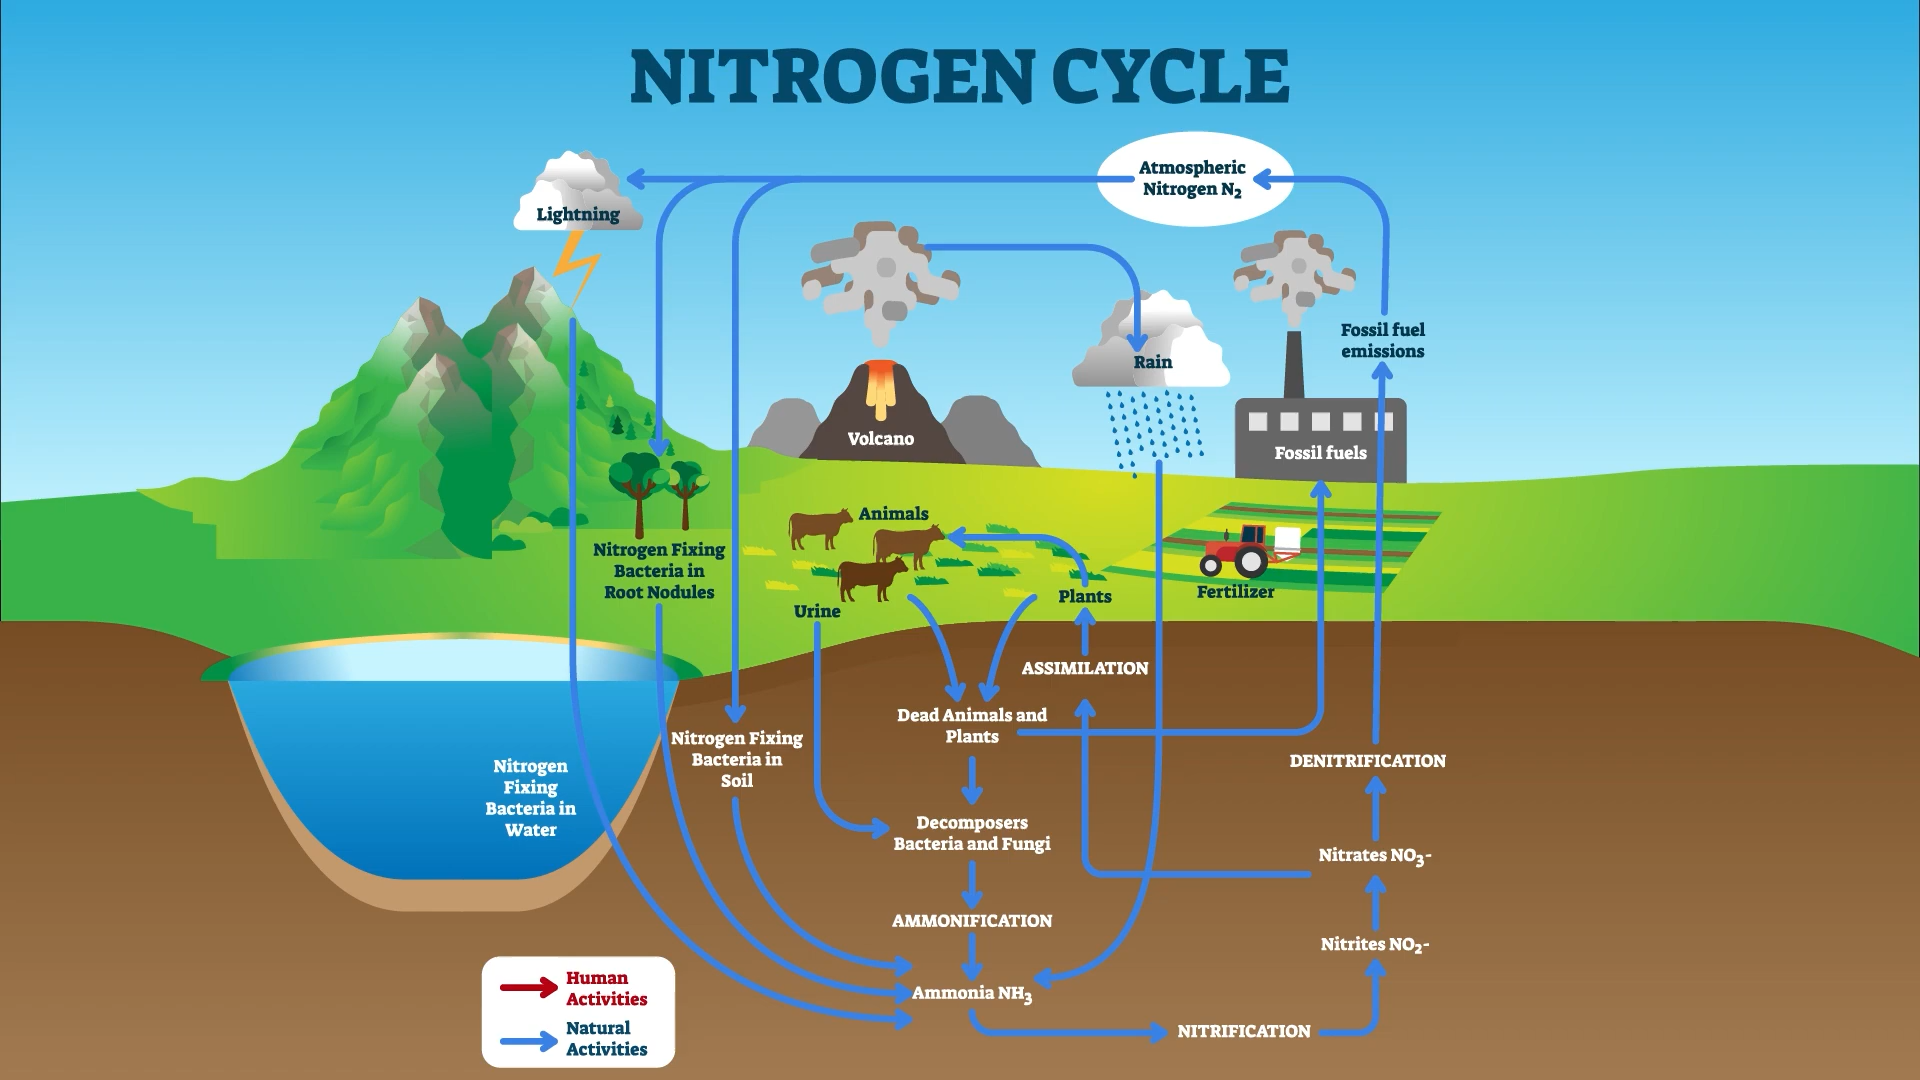 NITROGEN CYCLE
Atmospheric
Nitrogen N2
Lightning
Fossil fuel
emissions
Rain
Volcano
Fossil fuels
Animals
Nitrogen Fixing
Bacteria in
Root Nodules
Urine
Plants
Fertilizer
ASSIMILATION
Dead Animals and
Plants
Nitrogen Fixing
Bacteria in
Soil
DENITRIFICATION
Nitrogen
Fixing
Bacteria in
Water
Decomposers
Bacteria and Fungi
Nitrates NO3-
AMMONIFICATION
Nitrites NO2-
Ammonia NH3
NITRIFICATION
Human
Activities
Natural
Activities